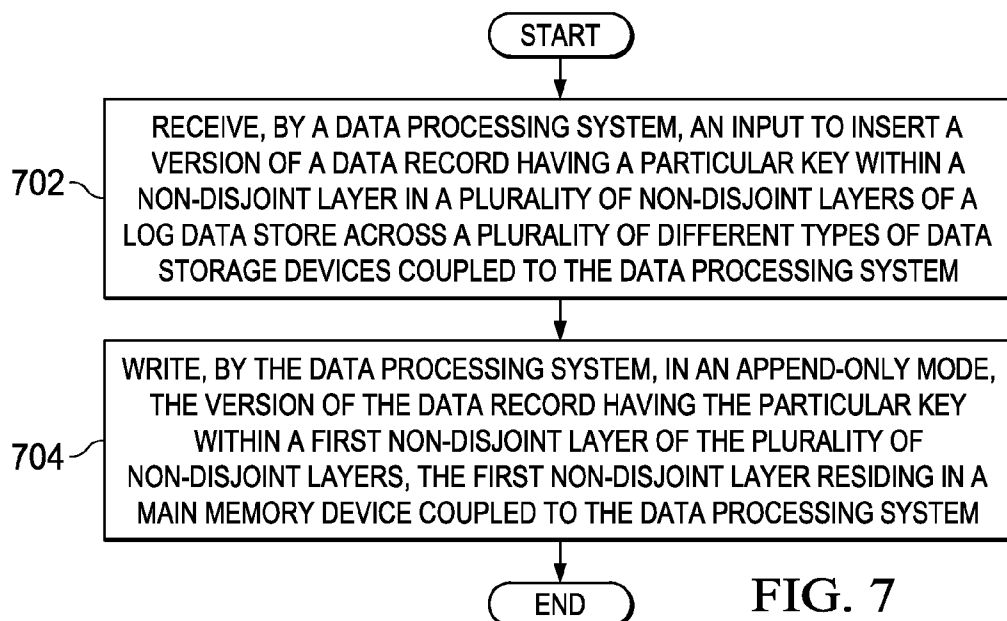 START
702
RECEIVE, BY A DATA PROCESSING SYSTEM, AN INPUT TO INSERT A
VERSION OF A DATA RECORD HAVING A PARTICULAR KEY WITHIN A
NON-DISJOINT LAYER IN A PLURALITY OF NON-DISJOINT LAYERS OF A
LOG DATA STORE ACROSS A PLURALITY OF DIFFERENT TYPES OF DATA
STORAGE DEVICES COUPLED TO THE DATA PROCESSING SYSTEM
704
WRITE, BY THE DATA PROCESSING SYSTEM, IN AN APPEND-ONLY MODE,
THE VERSION OF THE DATA RECORD HAVING THE PARTICULAR KEY
WITHIN A FIRST NON-DISJOINT LAYER OF THE PLURALITY OF
NON-DISJOINT LAYERS, THE FIRST NON-DISJOINT LAYER RESIDING IN A
MAIN MEMORY DEVICE COUPLED TO THE DATA PROCESSING SYSTEM
END
FIG. 7